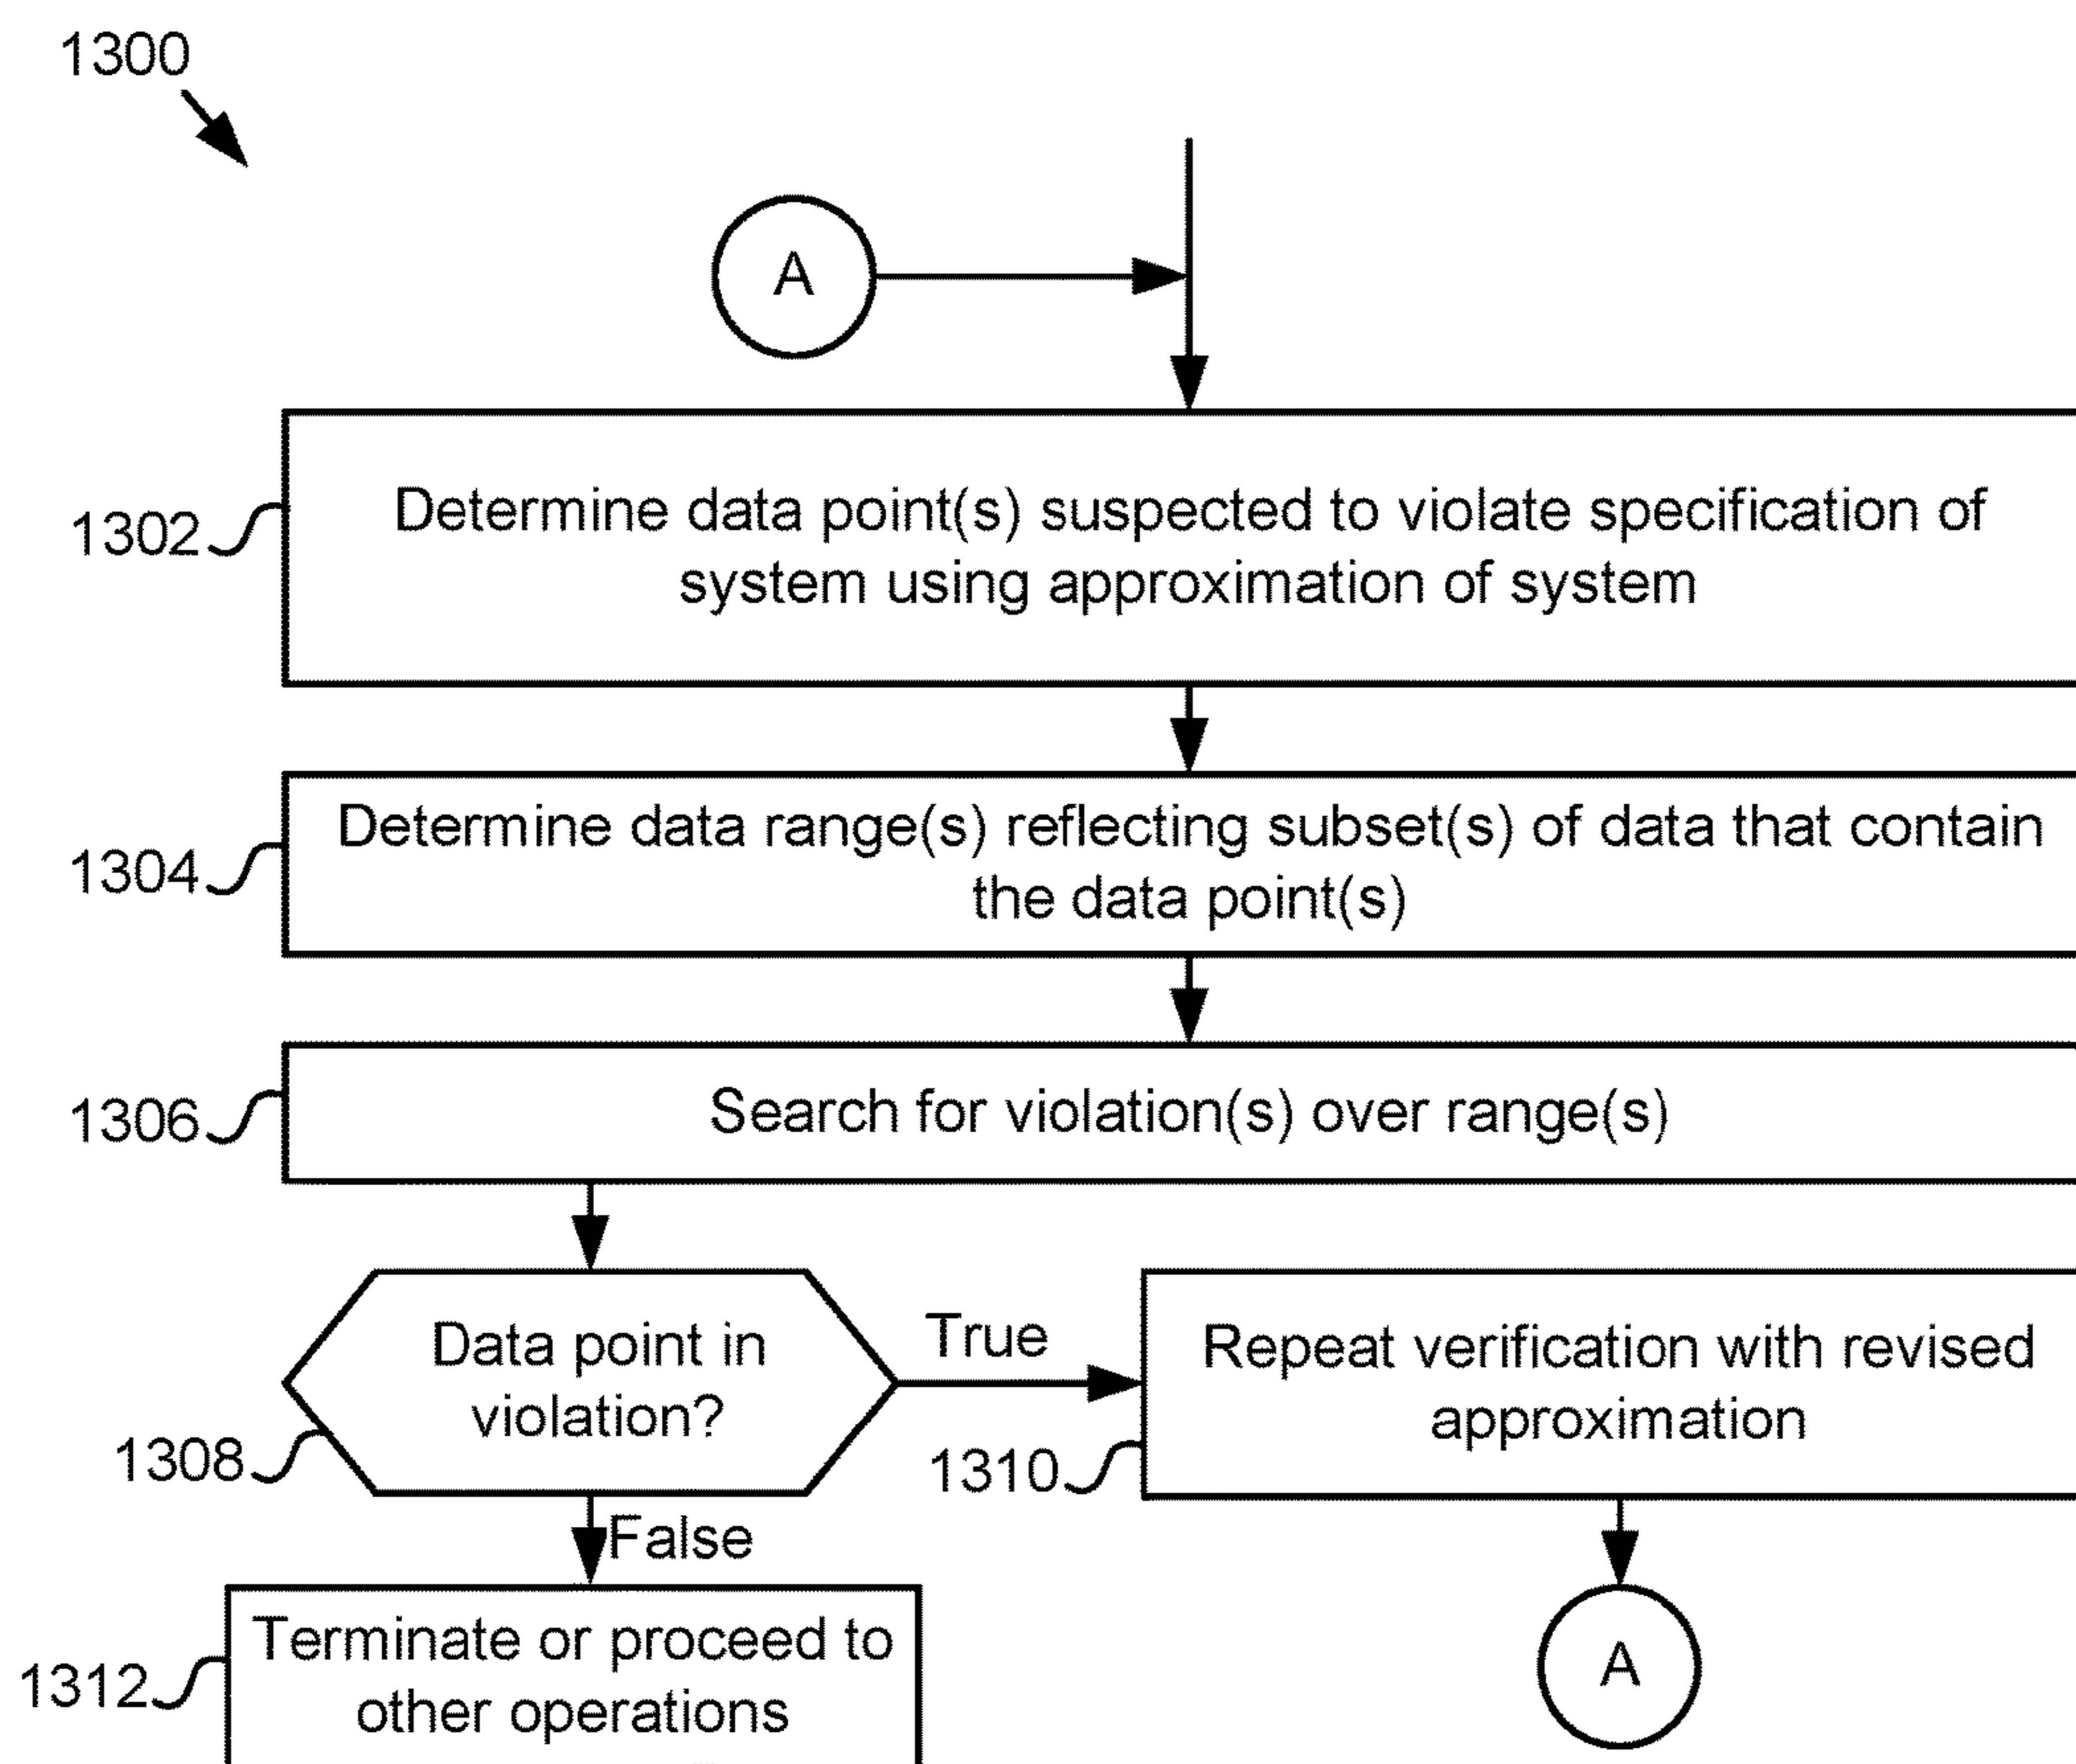 1300
A
1302
Determine data point(s) suspected to violate specification of
system using approximation of system
1304
Determine data range(s) reflecting subset(s) of data that contain
the data point(s)
1306
Search for violation(s) over range(s)
1308
Data point in
violation?
True
1310
Repeat verification with revised
approximation
False
1312
Terminate or proceed to
other operations
A